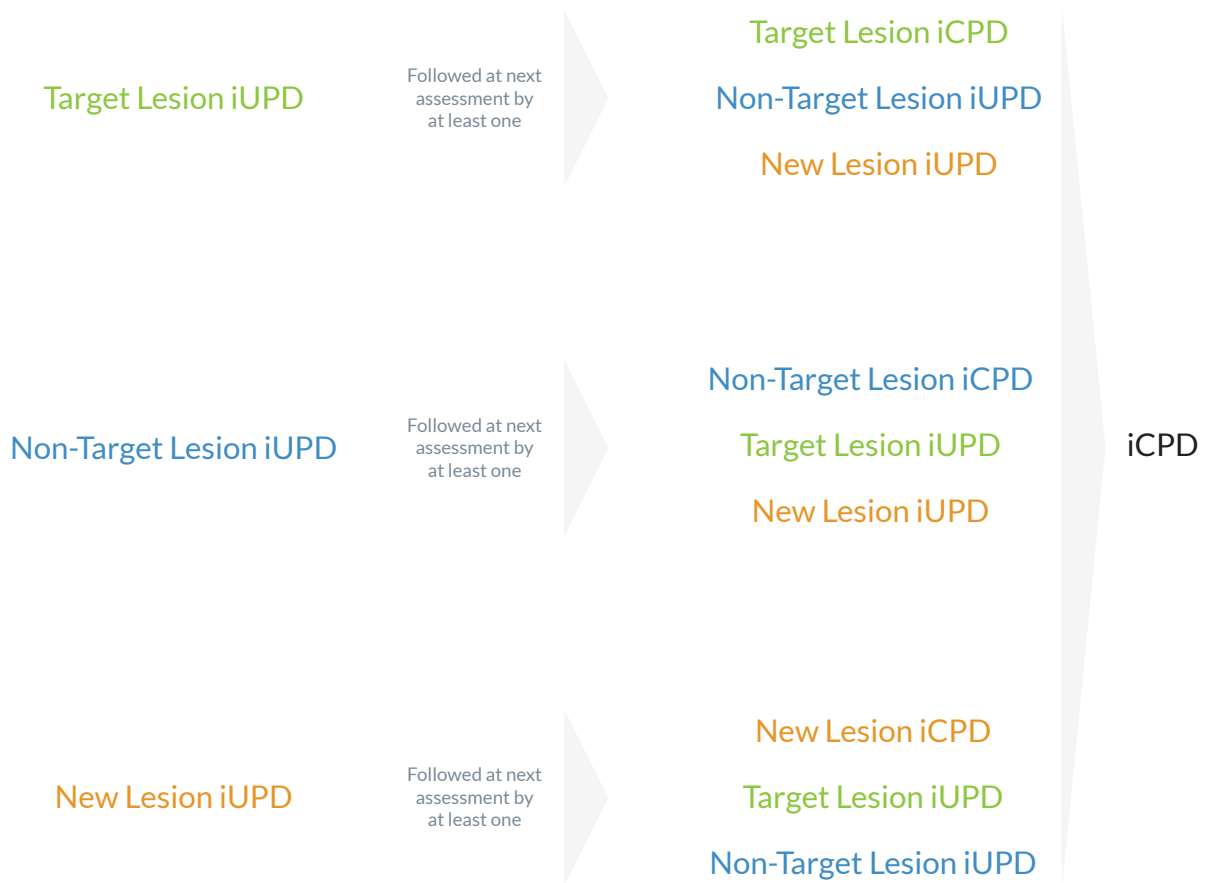 Target Lesion iUPD
Followed at next
assessment by
at least one
Target Lesion iCPD
Non-Target Lesion iUPD
New Lesion iUPD
Non-Target Lesion iUPD
Followed at next
assessment by
at least one
Non-Target Lesion iCPD
Target Lesion iUPD
New Lesion iUPD
iCPD
New Lesion iUPD
Followed at next
assessment by
at least one
New Lesion iCPD
Target Lesion iUPD
Non-Target Lesion iUPD